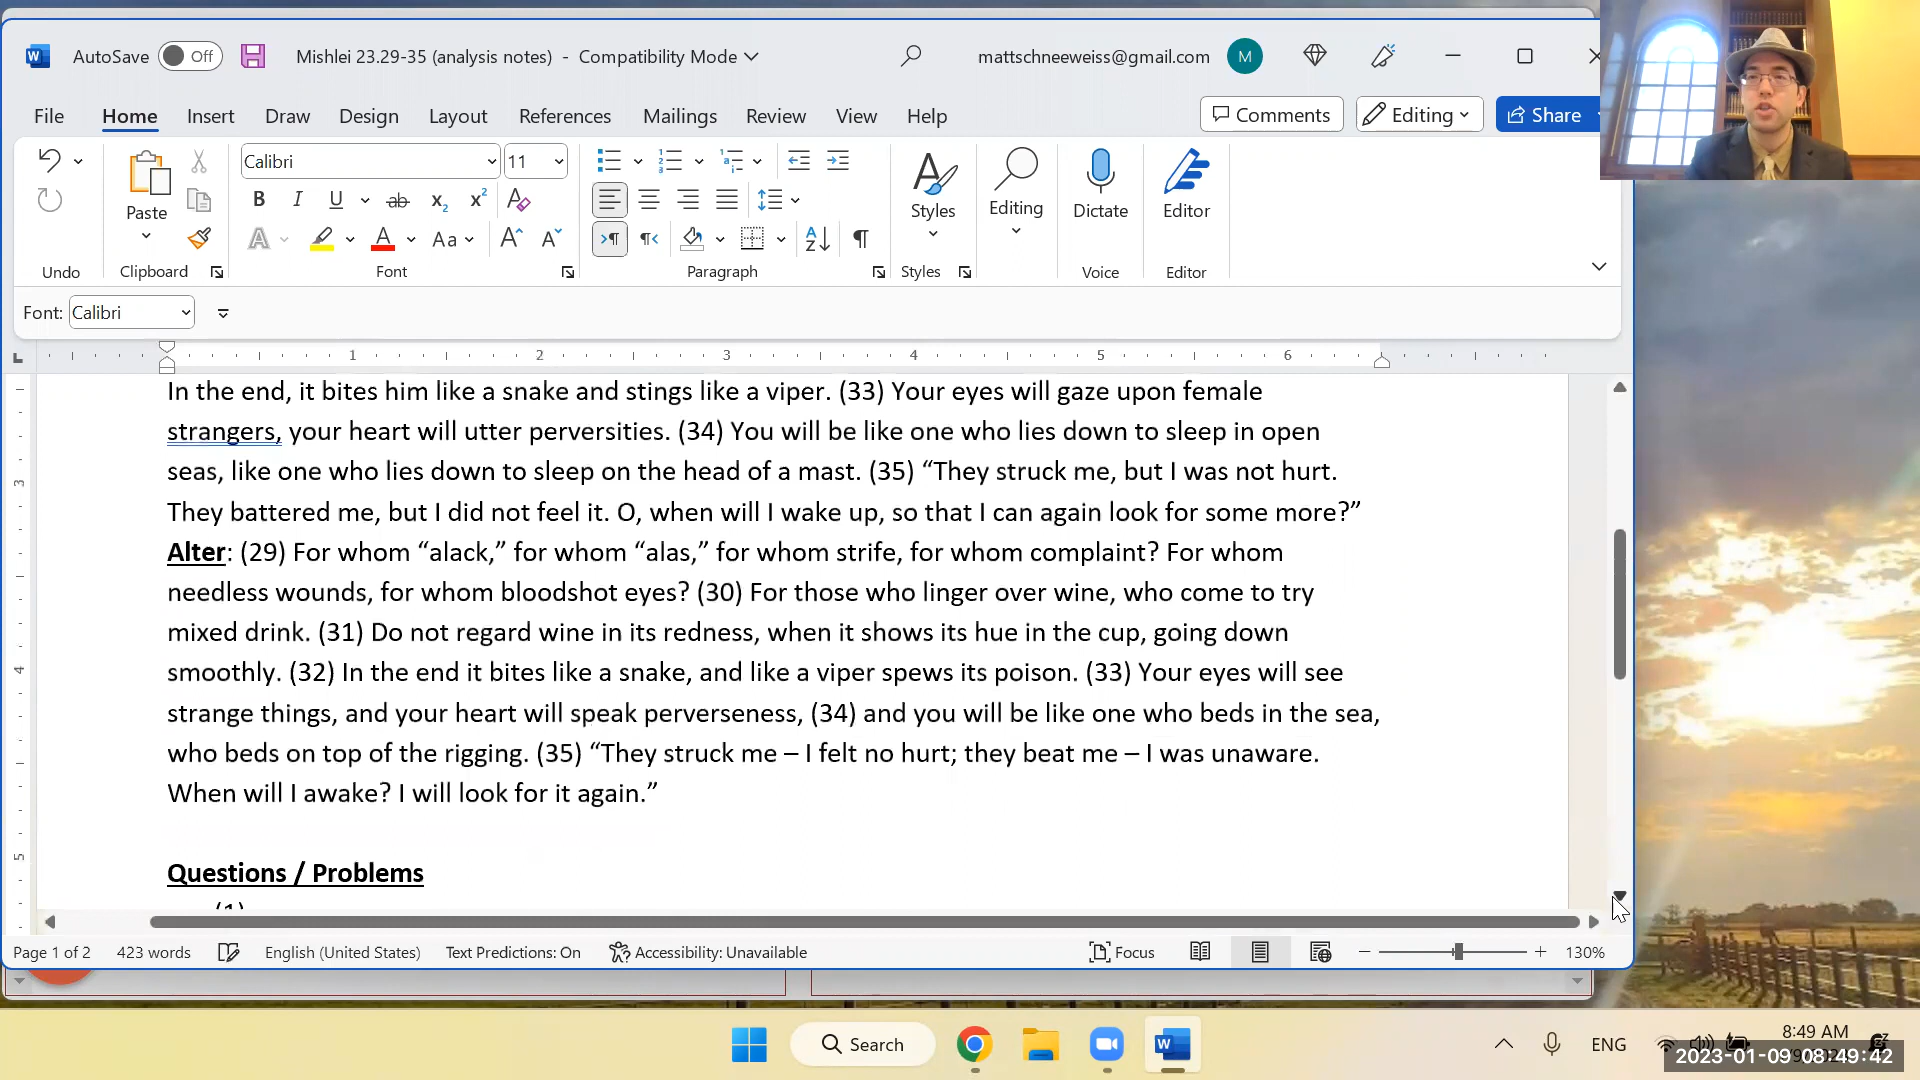 AutoSave Off Mishlei 23.29-35 (analysis notes) - Compatibility Mode mattschneeweiss@gmail.com M
File Home Insert Draw Design Layout References Mailings Review View Help Comments Editing Share
Calibri 11
Paste Styles Editing Dictate Editor
Undo Clipboard Font Paragraph Styles Voice Editor
Font: Calibri
1 2 3 4 5 6
In the end, it bites him like a snake and stings like a viper. (33) Your eyes will gaze upon female
strangers, your heart will utter perversities. (34) You will be like one who lies down to sleep in open
seas, like one who lies down to sleep on the head of a mast. (35) “They struck me, but I was not hurt.
They battered me, but I did not feel it. O, when will I wake up, so that I can again look for some more?”
Alter: (29) For whom “alack,” for whom “alas,” for whom strife, for whom complaint? For whom
needless wounds, for whom bloodshot eyes? (30) For those who linger over wine, who come to try
mixed drink. (31) Do not regard wine in its redness, when it shows its hue in the cup, going down
smoothly. (32) In the end it bites like a snake, and like a viper spews its poison. (33) Your eyes will see
strange things, and your heart will speak perverseness, (34) and you will be like one who beds in the sea,
who beds on top of the rigging. (35) “They struck me – I felt no hurt; they beat me – I was unaware.
When will I awake? I will look for it again.”
Questions / Problems
(1)
Page 1 of 2 423 words English (United States) Text Predictions: On Accessibility: Unavailable Focus 130%
Search ENG 8:49 AM
2023-01-09 08:49:42